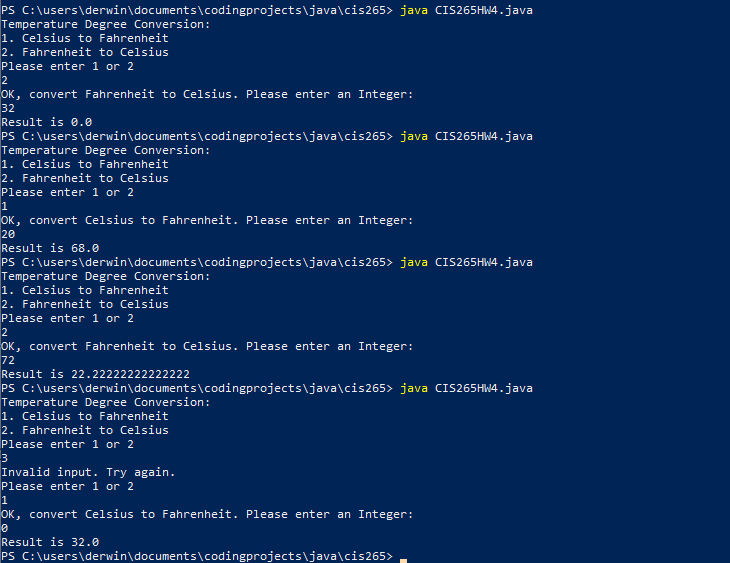 PS C:\users\derwin\documents\codingprojects\java\cis265> java CIS265HW4.java
Temperature Degree Conversion:
1. Celsius to Fahrenheit
2. Fahrenheit to Celsius
Please enter 1 or 2
2
OK, convert Fahrenheit to Celsius. Please enter an Integer:
32
Result is 0.0
PS C:\users\derwin\documents\codingprojects\java\cis265> java CIS265HW4.java
Temperature Degree Conversion:
1. Celsius to Fahrenheit
2. Fahrenheit to Celsius
Please enter 1 or 2
1
OK, convert Celsius to Fahrenheit. Please enter an Integer:
20
Result is 68.0
PS C:\users\derwin\documents\codingprojects\java\cis265> java CIS265HW4.java
Temperature Degree Conversion:
1. Celsius to Fahrenheit
2. Fahrenheit to Celsius
Please enter 1 or 2
2
OK, convert Fahrenheit to Celsius. Please enter an Integer:
72
Result is 22.22222222222222
PS C:\users\derwin\documents\codingprojects\java\cis265> java CIS265HW4.java
Temperature Degree Conversion:
1. Celsius to Fahrenheit
2. Fahrenheit to Celsius
Please enter 1 or 2
3
Invalid input. Try again.
Please enter 1 or 2
1
OK, convert Celsius to Fahrenheit. Please enter an Integer:
0
Result is 32.0
PS C:\users\derwin\documents\codingprojects\java\cis265>